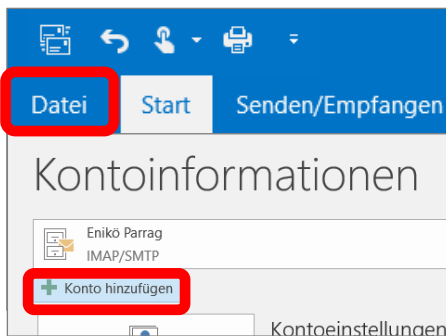 Datei Start Senden/Empfangen
Kontoinformationen
Enikö Parrag
IMAP/SMTP
Konto hinzufügen
Kontoeinstellungen